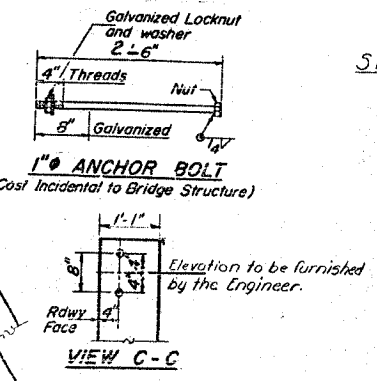 Galvanized Locknut
and washer
2'-6"
4" Threads
Nut
8" Galvanized
1/4 V
1"φ ANCHOR BOLT
Cost Incidental to Bridge Structure)
1'-1"
8"
4" 4"
Elevation to be furnished
by the Engineer.
Rdwy
Face
4"
VIEW C-C